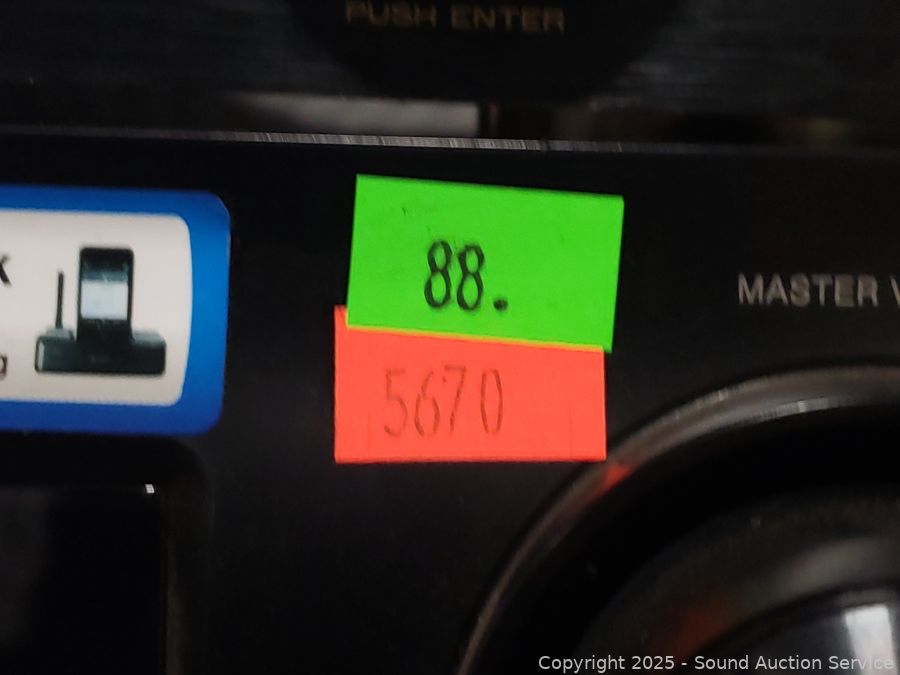 PUSH ENTER
88.
MASTER
5670
Copyright © 2025 - Sound Auction Service